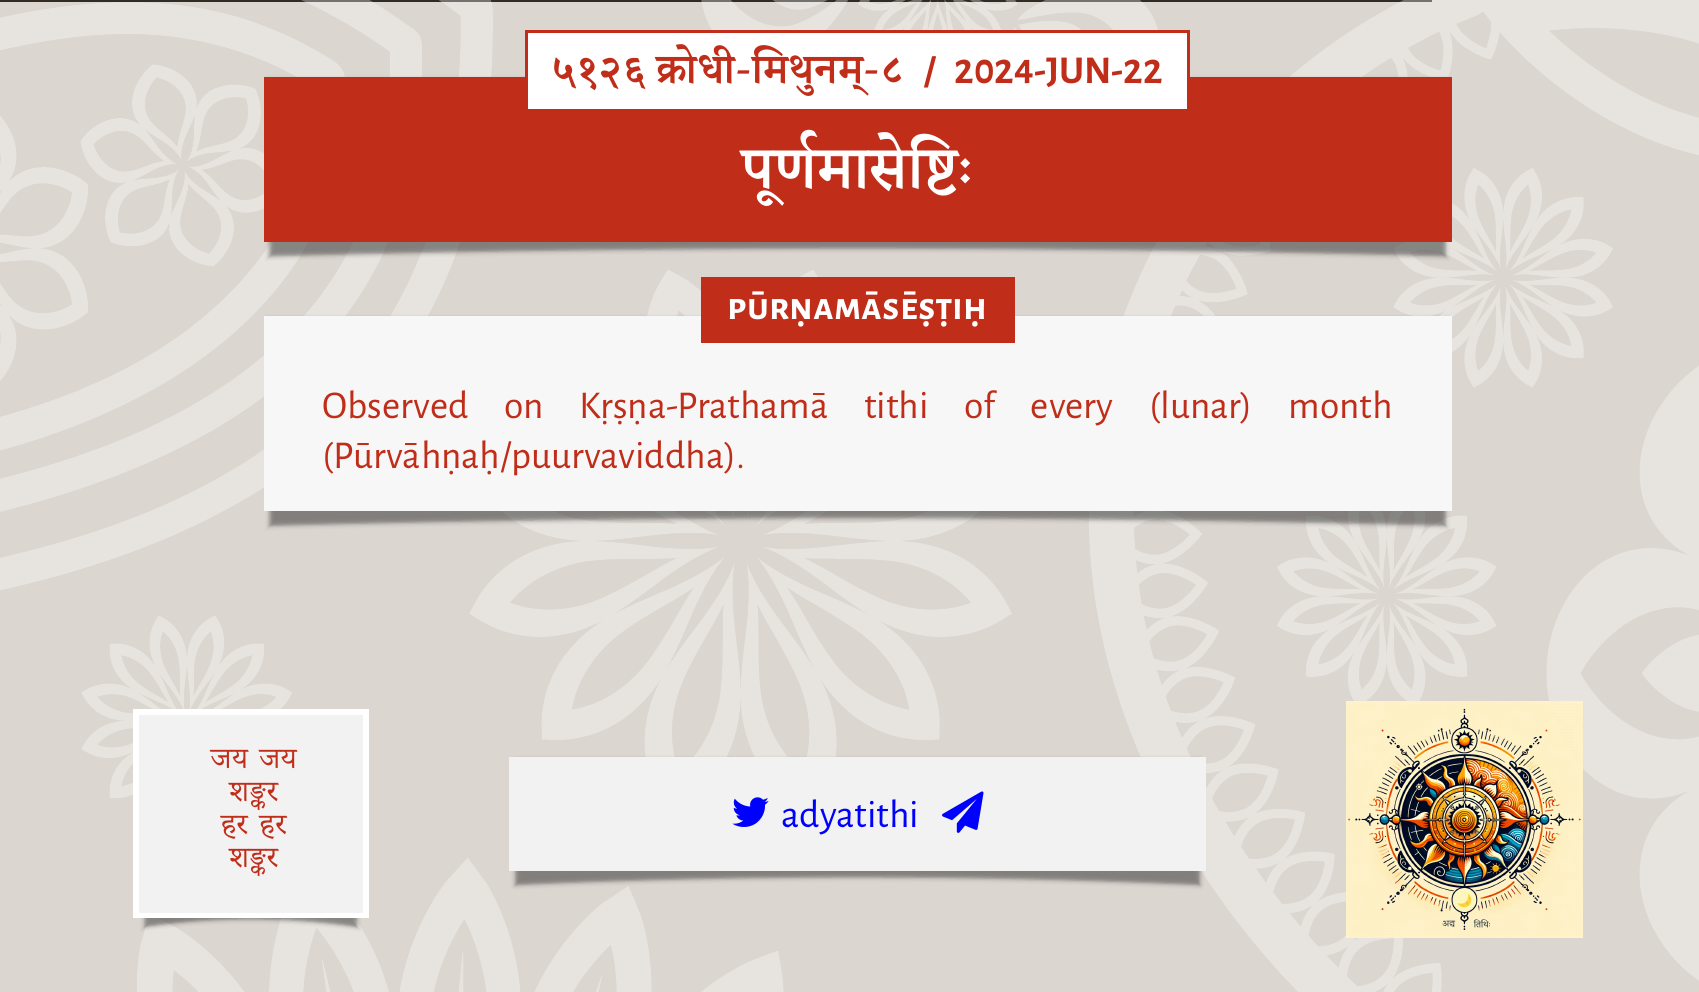 ५१२६ क्रोधी-मिथुनम्-८ / 2024-JUN-22
पूर्णमासेष्टिः
PŪRṆAMĀSĒṢṬIḤ
Observed on Kṛṣṇa-Prathamā tithi of every (lunar) month
(Pūrvāhṇaḥ/puurvaviddha).
जय जय
शङ्कर
हर हर
शङ्कर
adyatithi
अद्य तिथिः